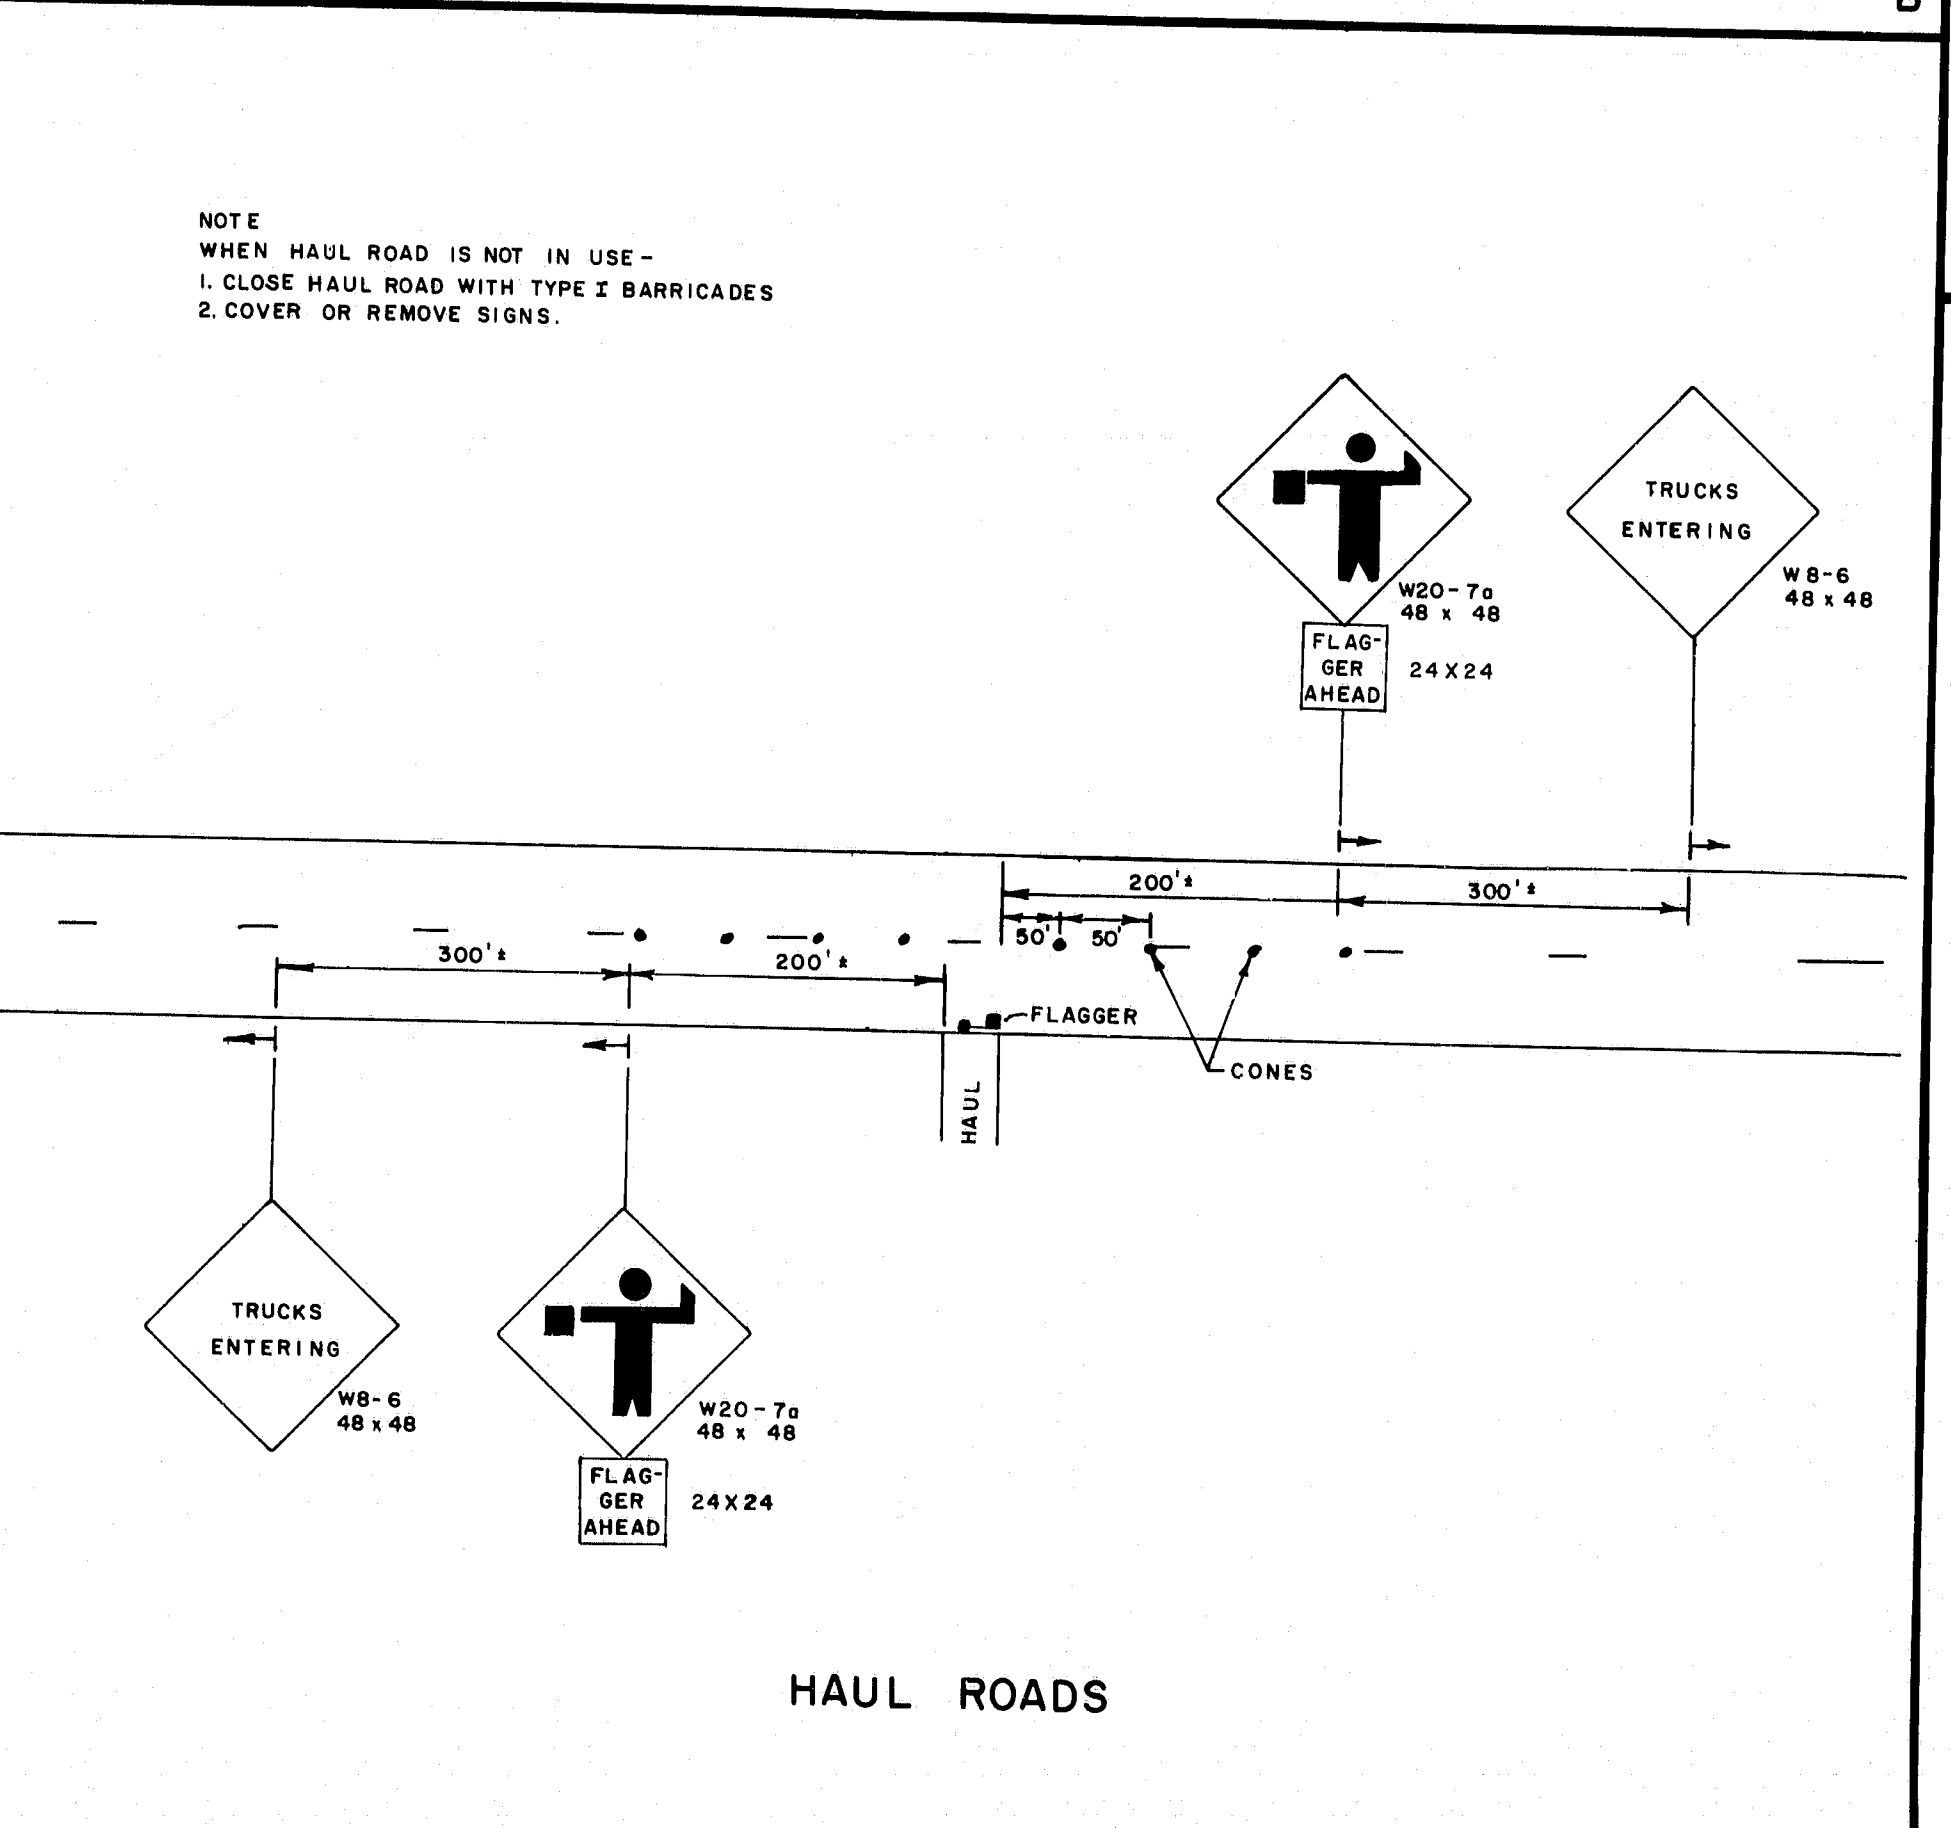 NOTE
WHEN HAUL ROAD IS NOT IN USE-
1. CLOSE HAUL ROAD WITH TYPE I BARRICADES
2. COVER OR REMOVE SIGNS.
TRUCKS
ENTERING
W20-7a
48 x 48
W8-6
48 x 48
FLAG-
GER
AHEAD
24X24
200'±
300'±
50'
50'
300'±
200'±
FLAGGER
CONES
HAUL
TRUCKS
ENTERING
W8-6
48 x 48
W20-7a
48 x 48
FLAG-
GER
AHEAD
24X24
HAUL ROADS